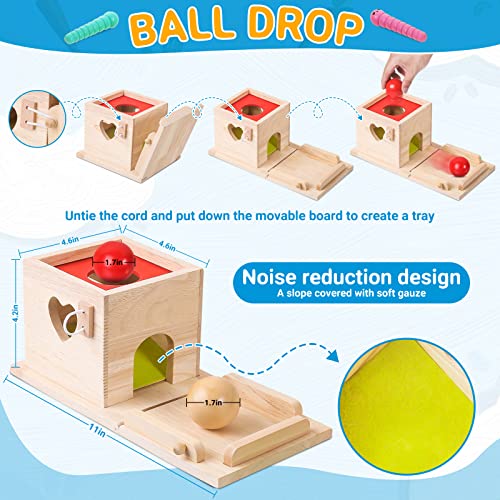 BALL DROP
Untie the cord and put down the movable board to create a tray
4.6in
4.6in
1.7in
4.2in
Noise reduction design
A slope covered with soft gauze
1.7in
11in